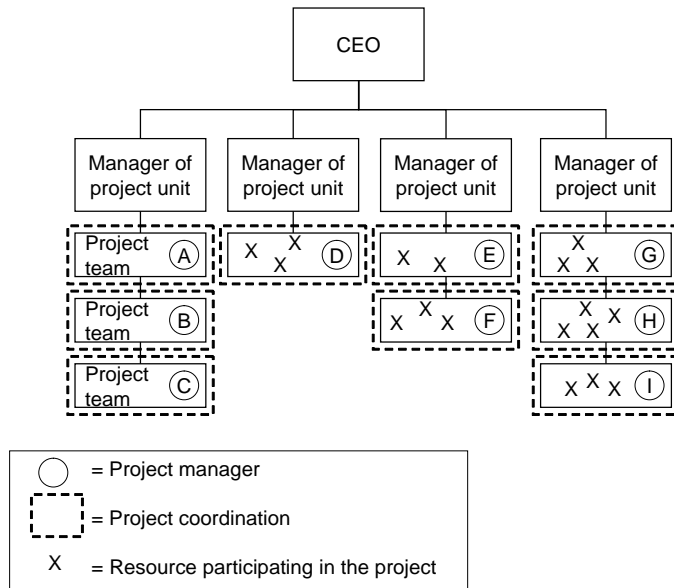 CEO
Manager of
project unit
Manager of
project unit
Manager of
project unit
Manager of
project unit
Project
team
A
X X
X
D
X X
E
X
X X
G
Project
team
B
X
X X
F
X
X
X X
H
Project
team
C
X X X
I
= Project manager
= Project coordination
X
= Resource participating in the project